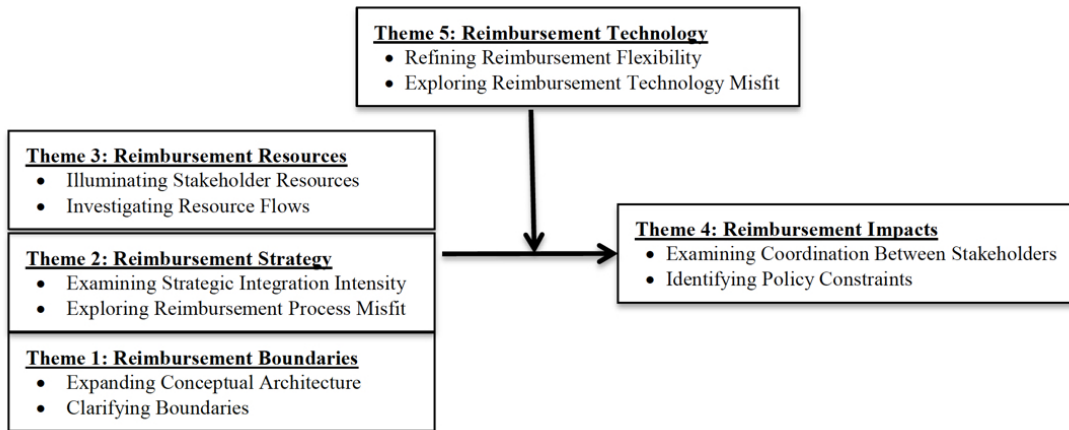 Theme 5: Reimbursement Technology
• Refining Reimbursement Flexibility
• Exploring Reimbursement Technology Misfit
Theme 3: Reimbursement Resources
• Illuminating Stakeholder Resources
• Investigating Resource Flows
Theme 2: Reimbursement Strategy
• Examining Strategic Integration Intensity
• Exploring Reimbursement Process Misfit
Theme 1: Reimbursement Boundaries
• Expanding Conceptual Architecture
• Clarifying Boundaries
Theme 4: Reimbursement Impacts
• Examining Coordination Between Stakeholders
• Identifying Policy Constraints